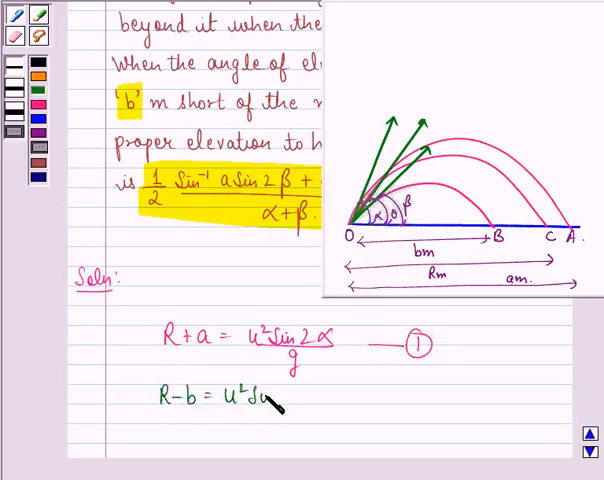 beyond it when the
When the angle of el
'b' m short of the
proper elevation to h
is 1/2 Sin⁻¹ a Sin 2β +
α+β.
α θ β
O B C A.
bm
Rm
am.
Soln:
R + a = u² Sin 2α / g —— ①
R - b = u² Si